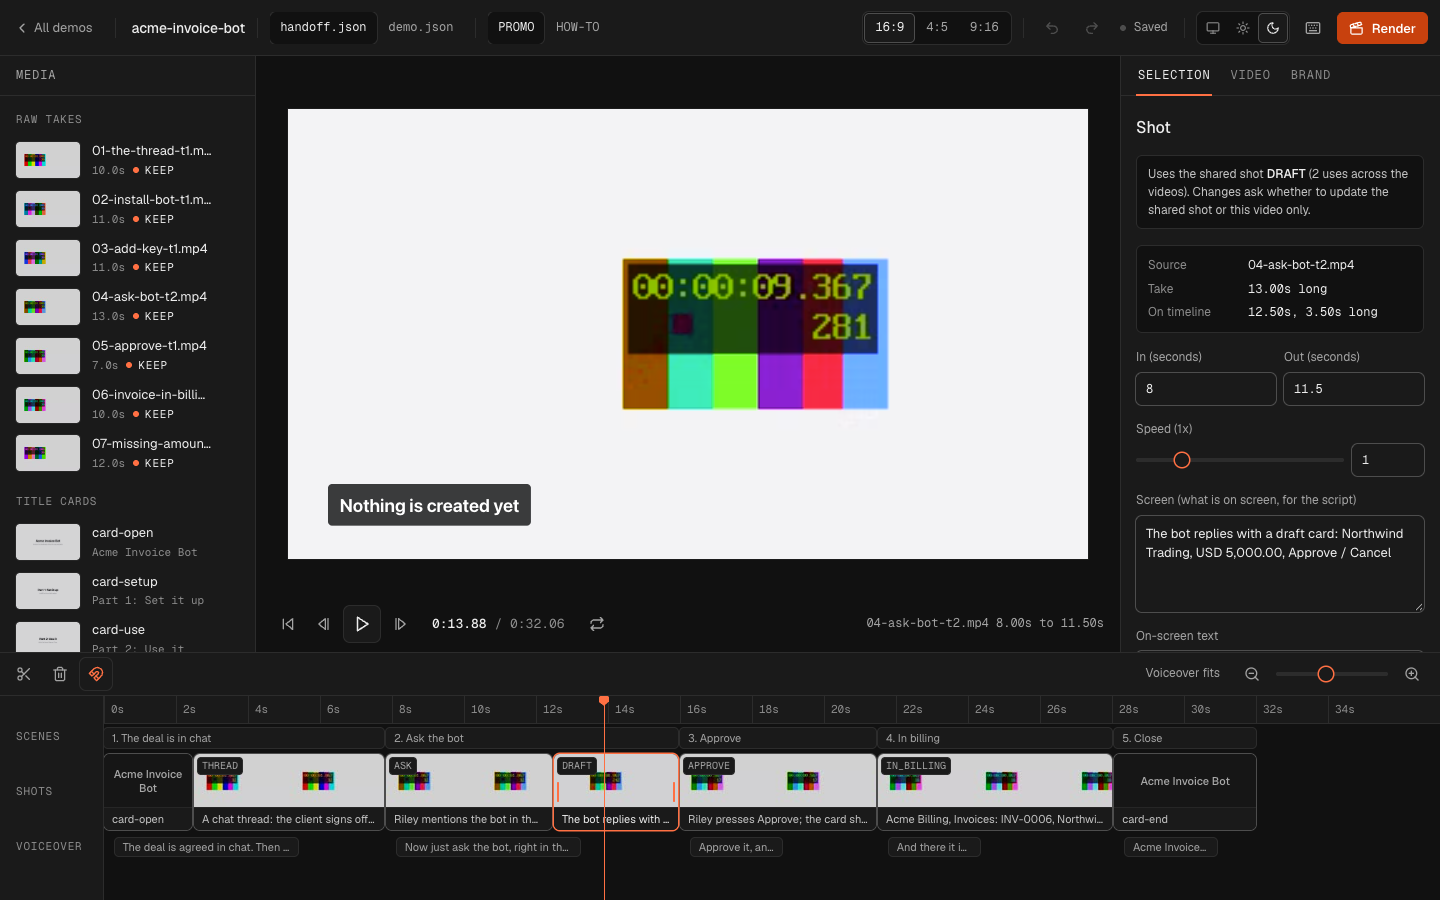 All demos
acme-invoice-bot
handoff.json
demo.json
PROMO
HOW-TO
16:9
4:5
9:16
Saved
Render
MEDIA
RAW TAKES
01-the-thread-t1.m…
10.0s KEEP
02-install-bot-t1.m…
11.0s KEEP
03-add-key-t1.mp4
11.0s KEEP
04-ask-bot-t2.mp4
13.0s KEEP
05-approve-t1.mp4
7.0s KEEP
06-invoice-in-billi…
10.0s KEEP
07-missing-amoun…
12.0s KEEP
TITLE CARDS
card-open
Acme Invoice Bot
card-setup
Part 1: Set it up
card-use
Part 2: Use it
00:00:09.367
281
Nothing is created yet
0:13.88 / 0:32.06
04-ask-bot-t2.mp4 8.00s to 11.50s
SELECTION
VIDEO
BRAND
Shot
Uses the shared shot DRAFT (2 uses across the
videos). Changes ask whether to update the
shared shot or this video only.
Source 04-ask-bot-t2.mp4
Take 13.00s long
On timeline 12.50s, 3.50s long
In (seconds)
Out (seconds)
8
11.5
Speed (1x)
1
Screen (what is on screen, for the script)
The bot replies with a draft card: Northwind
Trading, USD 5,000.00, Approve / Cancel
On-screen text
Voiceover fits
0s 2s 4s 6s 8s 10s 12s 14s 16s 18s 20s 22s 24s 26s 28s 30s 32s 34s
SCENES
1. The deal is in chat
2. Ask the bot
3. Approve
4. In billing
5. Close
SHOTS
Acme Invoice
Bot
card-open
THREAD
A chat thread: the client signs off…
ASK
Riley mentions the bot in th…
DRAFT
The bot replies with …
APPROVE
Riley presses Approve; the card sh…
IN_BILLING
Acme Billing, Invoices: INV-0006, Northwi…
Acme Invoice Bot
card-end
VOICEOVER
The deal is agreed in chat. Then …
Now just ask the bot, right in th…
Approve it, an…
And there it i…
Acme Invoice…